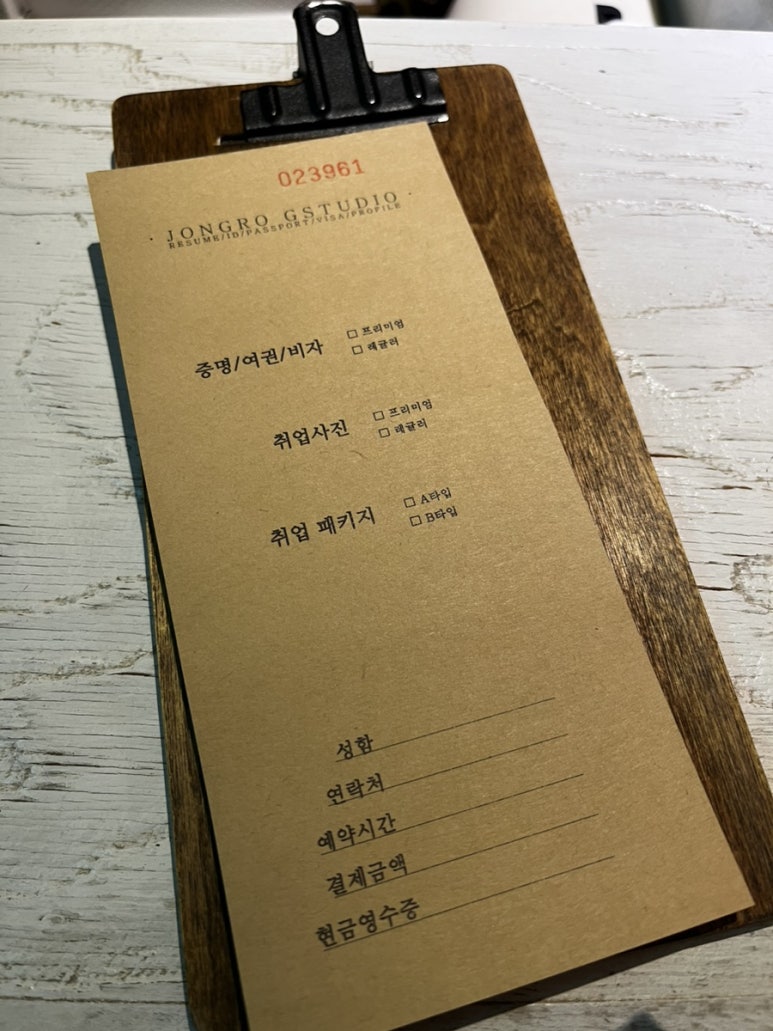 023961
JONGRO GSTUDIO
RESUME/ID/PASSPORT/VISA/PROFILE
증명/여권/비자
□ 프리미엄
□ 레귤러
취업사진
□ 프리미엄
□ 레귤러
취업 패키지
□ A타입
□ B타입
성함
연락처
예약시간
결제금액
현금영수증